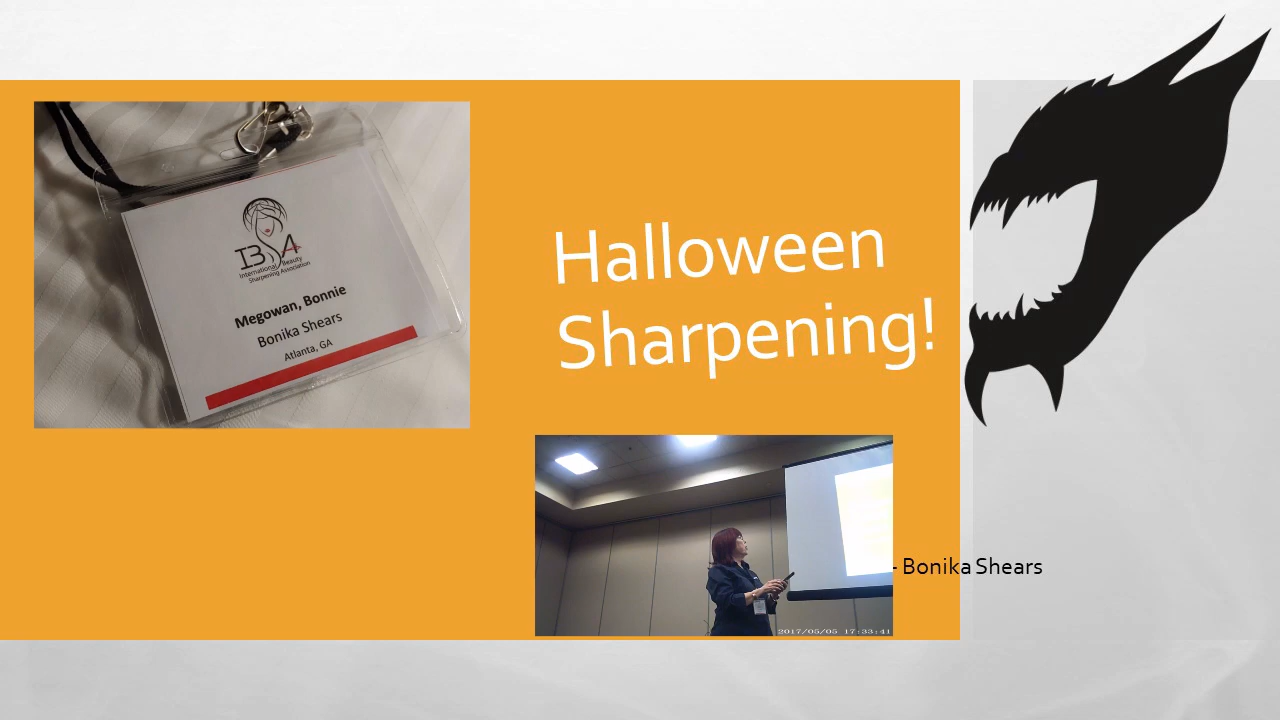 IBSA
International Beauty
Sharpening Association
Megowan, Bonnie
Bonika Shears
Atlanta, GA
Halloween
Sharpening!
- Bonika Shears
2017/05/05 17:33:41